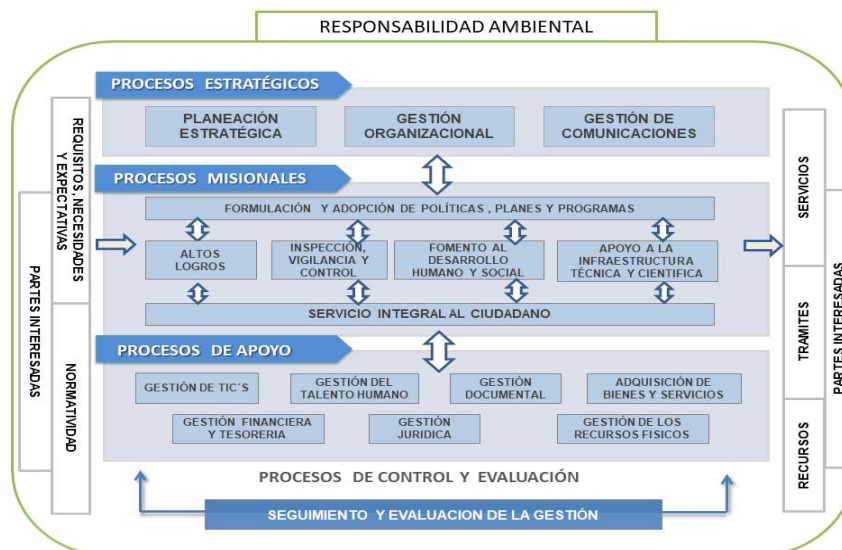 RESPONSABILIDAD AMBIENTAL
PROCESOS ESTRATÉGICOS
PLANEACIÓN
ESTRATÉGICA
GESTIÓN
ORGANIZACIONAL
GESTIÓN DE
COMUNICACIONES
PROCESOS MISIONALES
FORMULACIÓN Y ADOPCIÓN DE POLÍTICAS , PLANES Y PROGRAMAS
ALTOS
LOGROS
INSPECCIÓN,
VIGILANCIA Y
CONTROL
FOMENTO AL
DESARROLLO
HUMANO Y SOCIAL
APOYO A LA
INFRAESTRUCTURA
TÉCNICA Y CIENTIFICA
SERVICIO INTEGRAL AL CIUDADANO
PROCESOS DE APOYO
GESTIÓN DE TIC´S
GESTIÓN DEL
TALENTO HUMANO
GESTIÓN
DOCUMENTAL
ADQUISICIÓN DE
BIENES Y SERVICIOS
GESTIÓN FINANCIERA
Y TESORERIA
GESTIÓN
JURIDICA
GESTIÓN DE LOS
RECURSOS FISICOS
PROCESOS DE CONTROL Y EVALUACIÓN
SEGUIMIENTO Y EVALUACION DE LA GESTIÓN
PARTES INTERESADAS
REQUISITOS, NECESIDADES
Y EXPECTATIVAS
NORMATIVIDAD
SERVICIOS
TRAMITES
RECURSOS
PARTES INTERESADAS